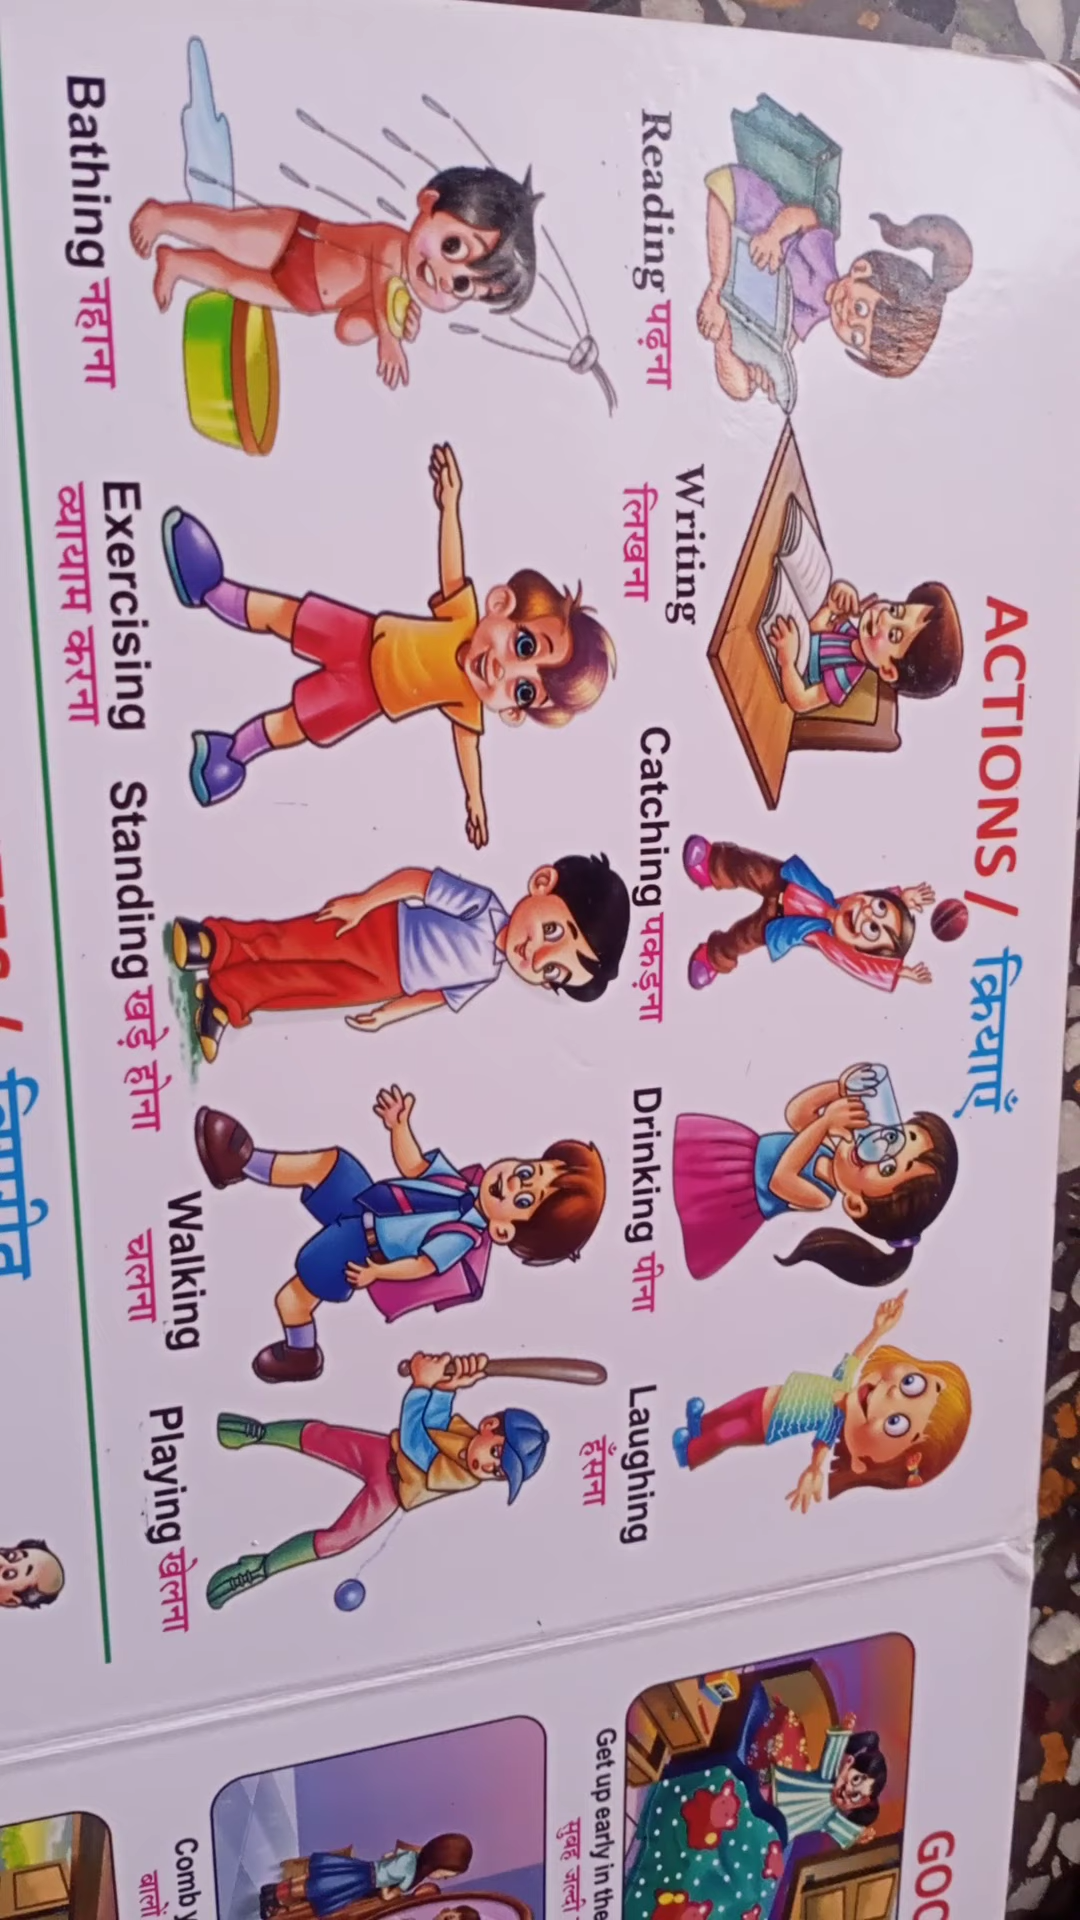 ACTIONS / क्रियाएँ
Reading पढ़ना
Writing
लिखना
Catching पकड़ना
Drinking पीना
Laughing
हँसना
Bathing नहाना
Exercising
व्यायाम करना
Standing खड़े होना
Walking
चलना
Playing खेलना
GOO
Get up early in the
सुबह जल्दी
Comb
बालों